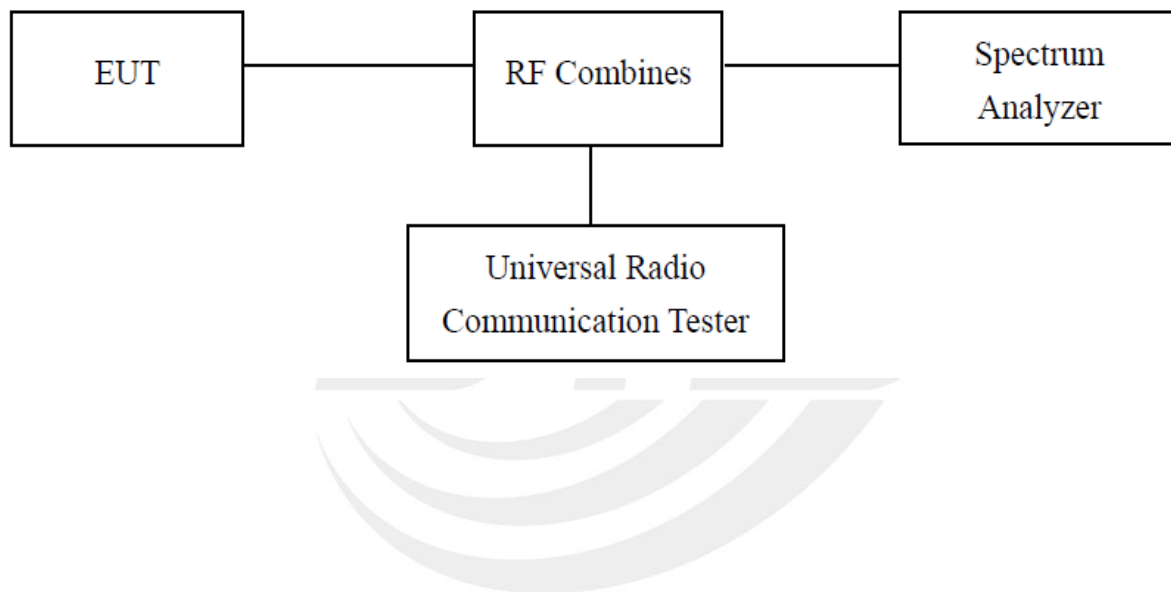 EUT
RF Combines
Spectrum
Analyzer
Universal Radio
Communication Tester